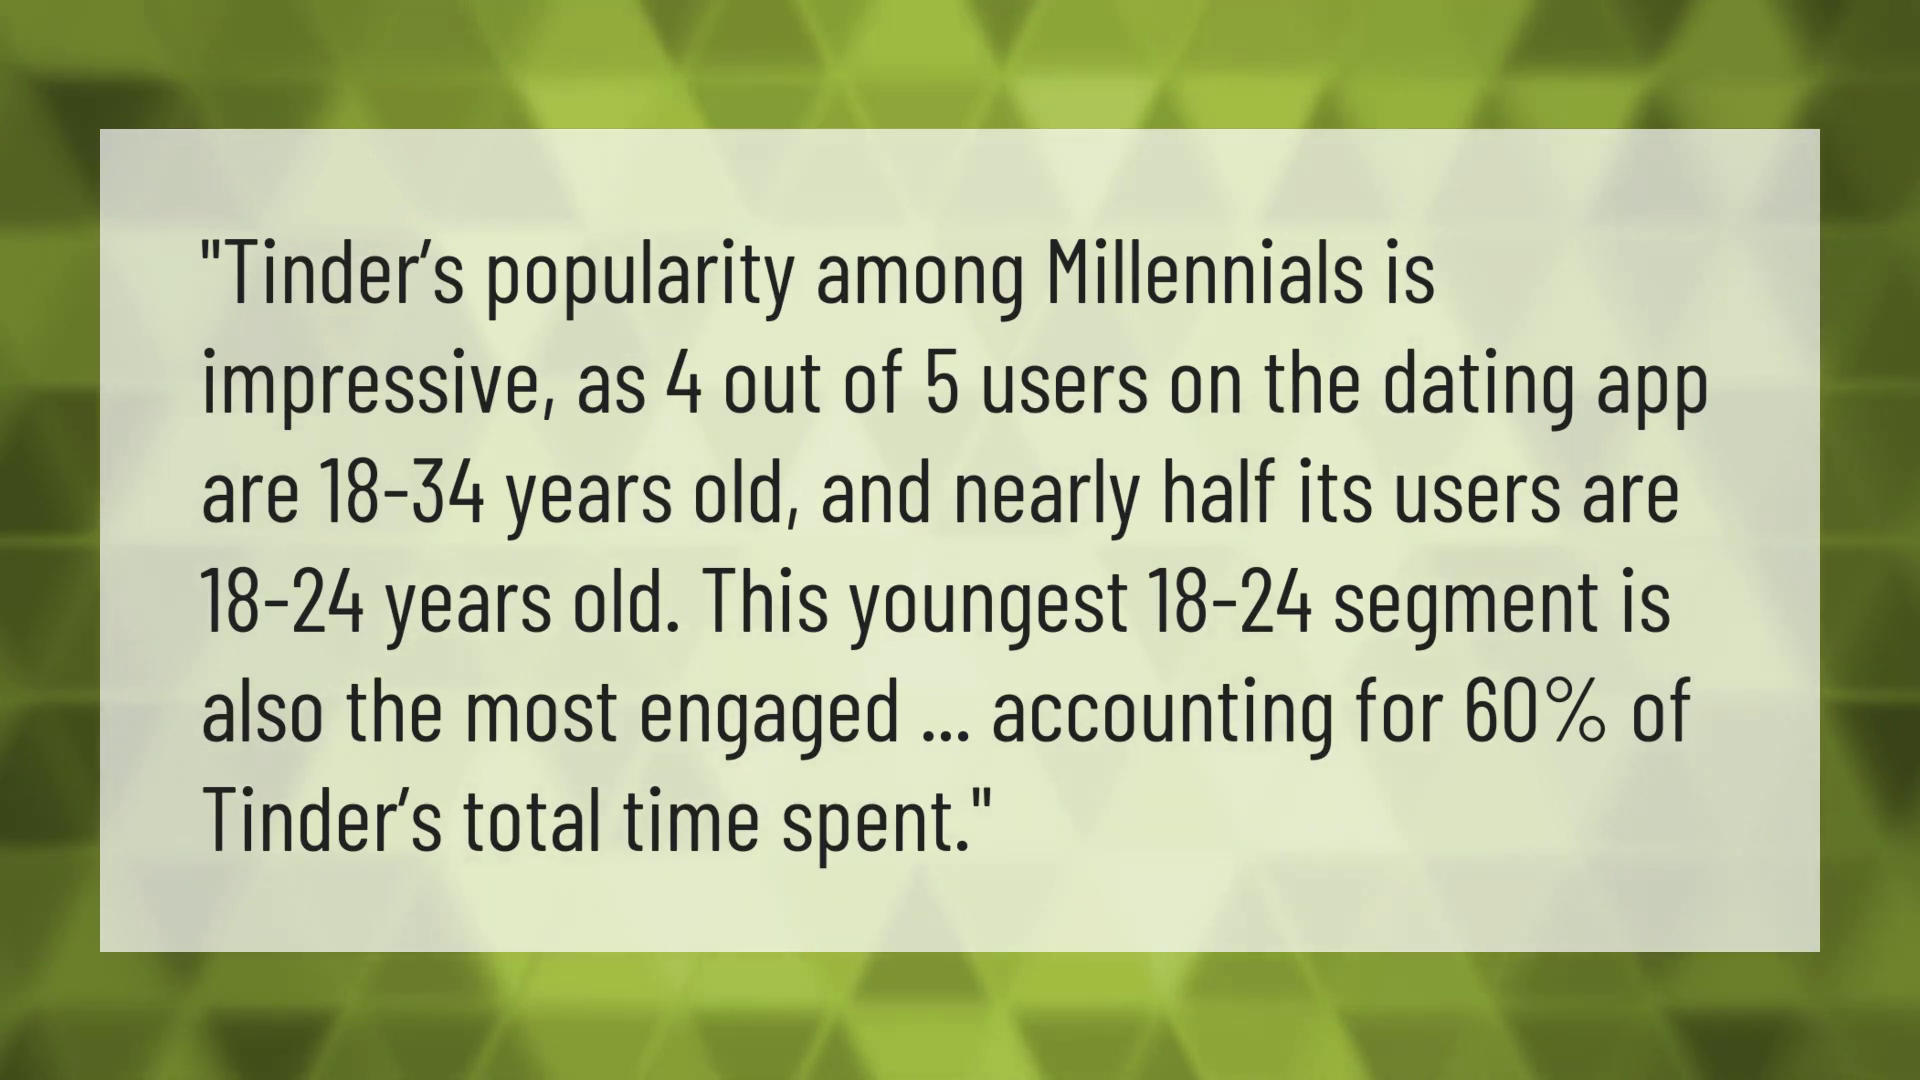 "Tinder’s popularity among Millennials is
impressive, as 4 out of 5 users on the dating app
are 18-34 years old, and nearly half its users are
18-24 years old. This youngest 18-24 segment is
also the most engaged ... accounting for 60% of
Tinder’s total time spent."